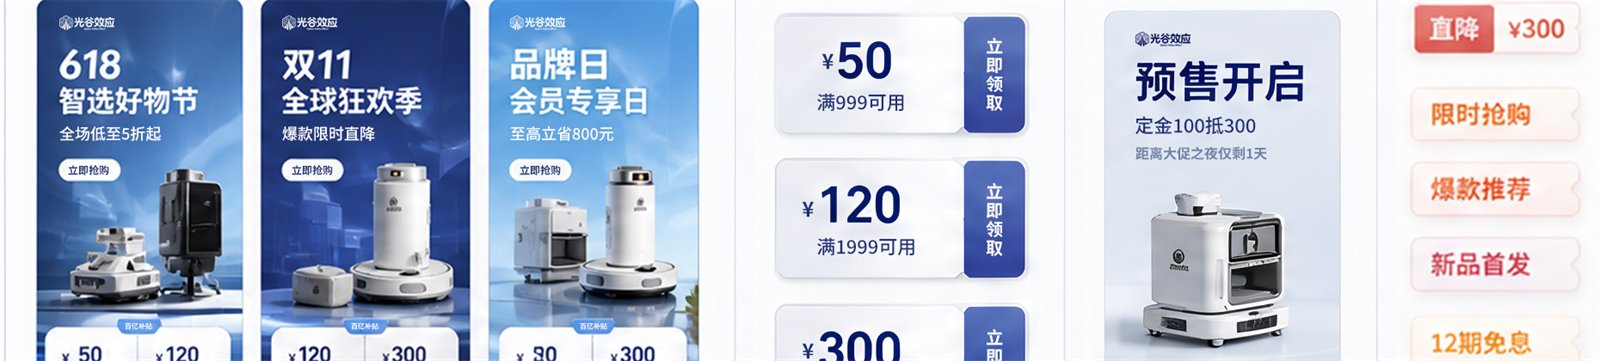 光谷效应
618
智选好物节
全场低至5折起
立即抢购
百亿补贴
¥50
¥120
光谷效应
双11
全球狂欢季
爆款限时直降
立即抢购
百亿补贴
¥120
¥300
光谷效应
品牌日
会员专享日
至高立省800元
立即抢购
百亿补贴
¥300
¥50
满999可用
立即领取
¥120
满1999可用
立即领取
¥300
立即
光谷效应
预售开启
定金100抵300
距离大促之夜仅剩1天
直降 ¥300
限时抢购
爆款推荐
新品首发
12期免息